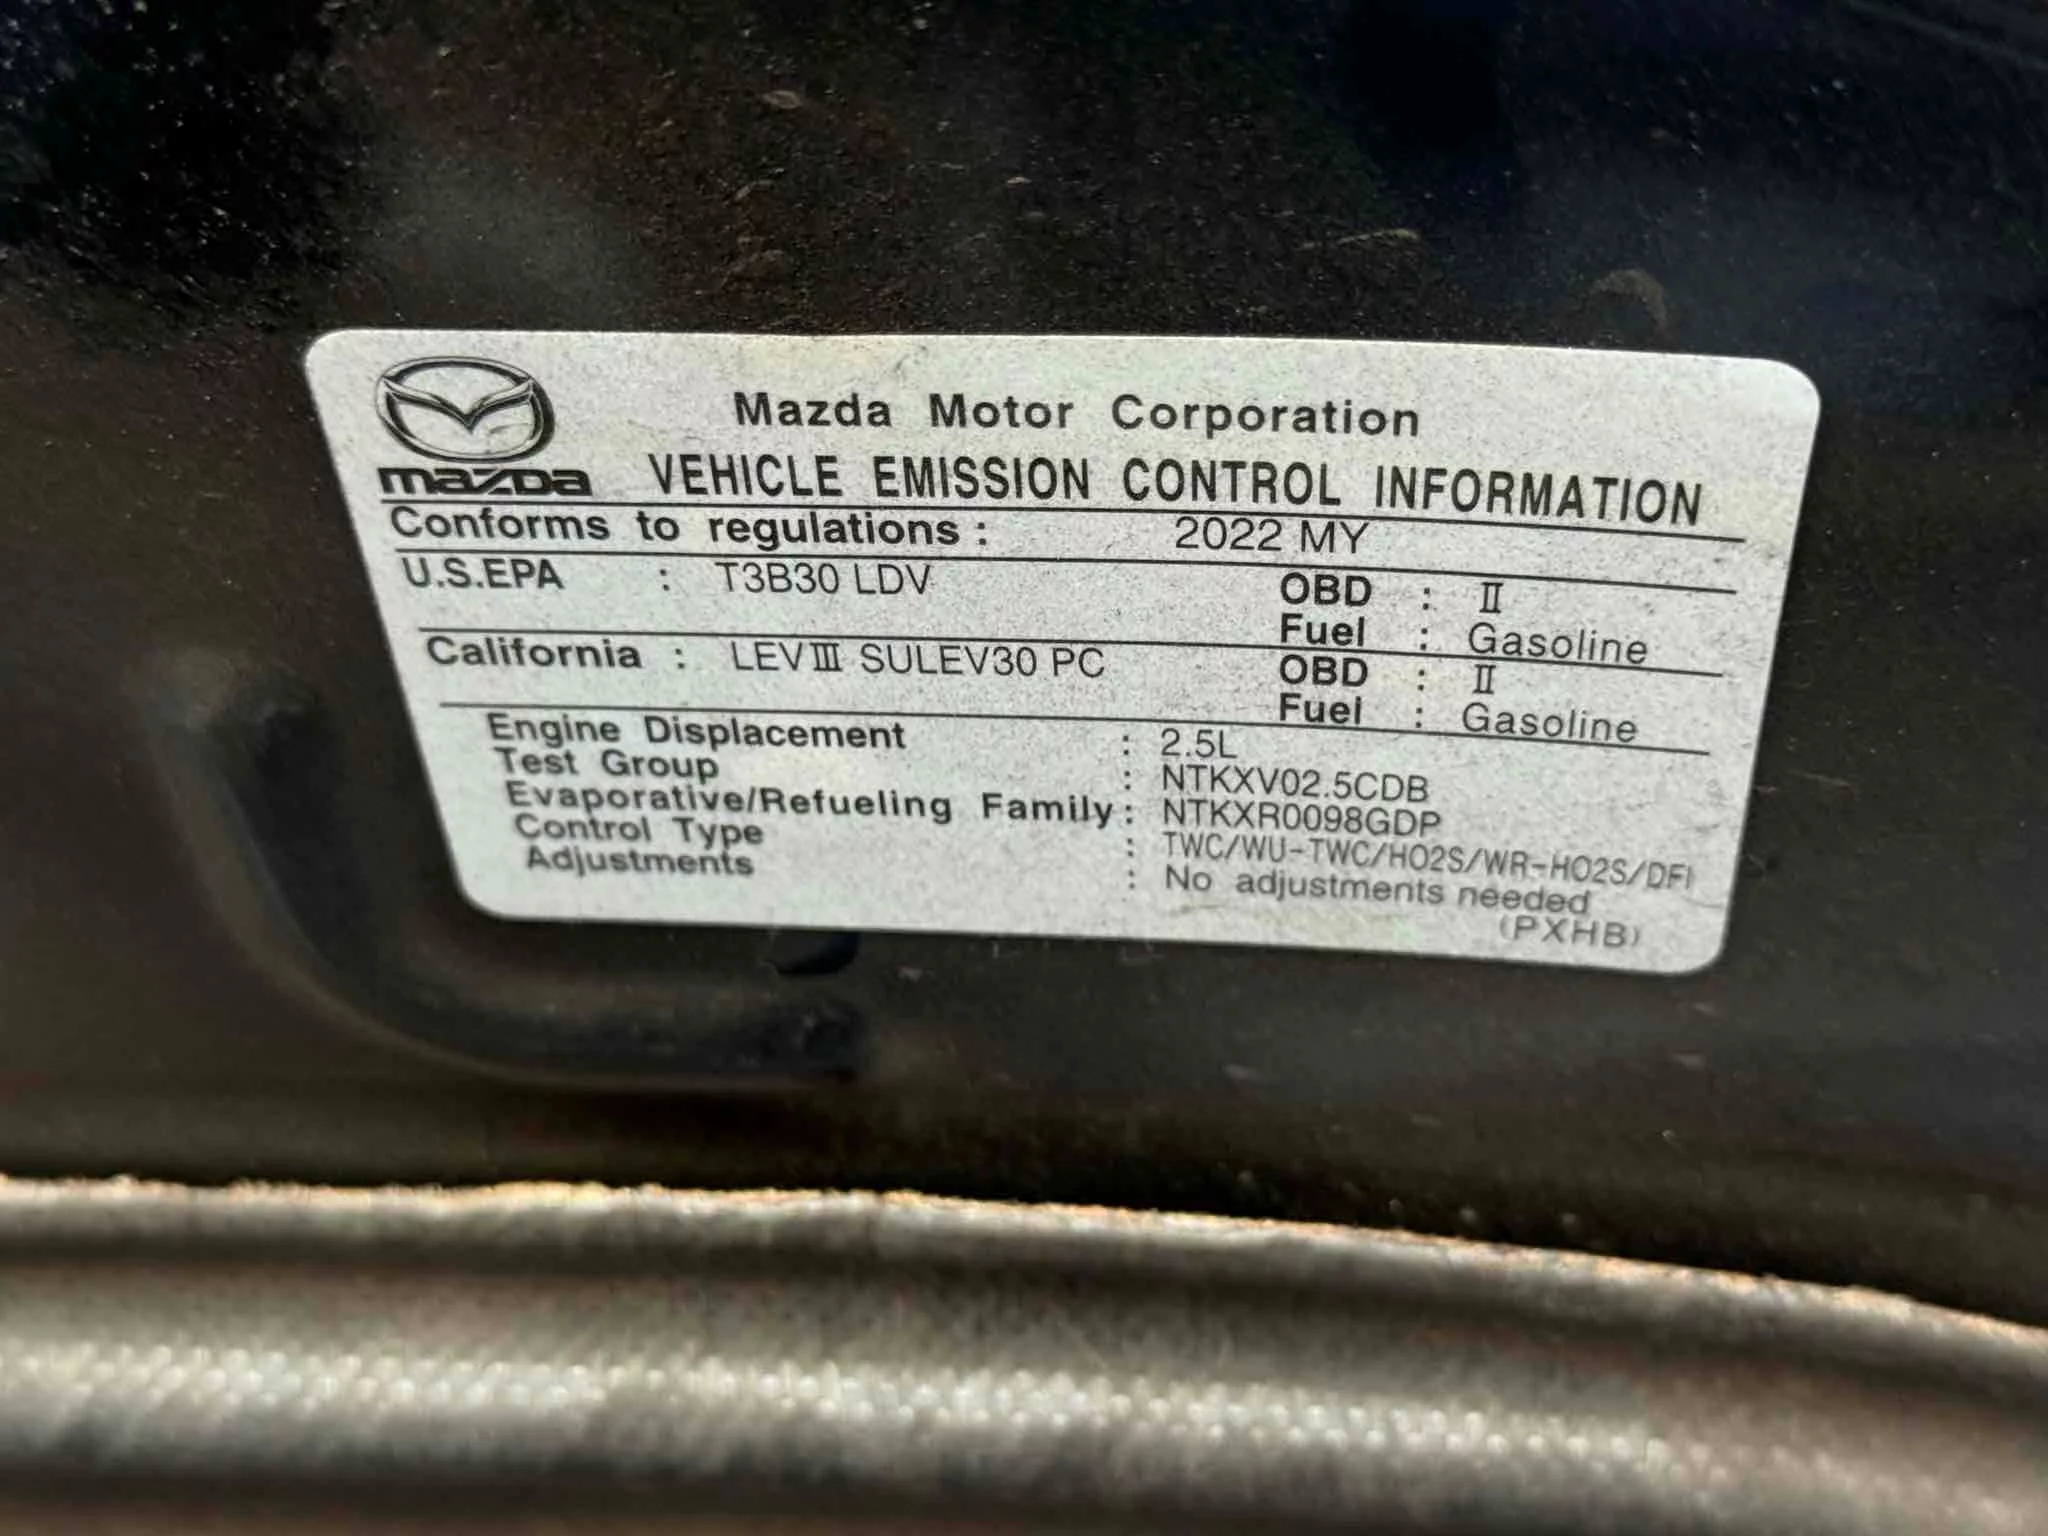 Mazda Motor Corporation
mazda VEHICLE EMISSION CONTROL INFORMATION
Conforms to regulations : 2022 MY
U.S.EPA : T3B30 LDV OBD : II
Fuel : Gasoline
California : LEVIII SULEV30 PC OBD : II
Fuel : Gasoline
Engine Displacement : 2.5L
Test Group : NTKXV02.5CDB
Evaporative/Refueling Family : NTKXR0098GDP
Control Type : TWC/WU-TWC/HO2S/WR-HO2S/DFI
Adjustments : No adjustments needed
(PXHB)